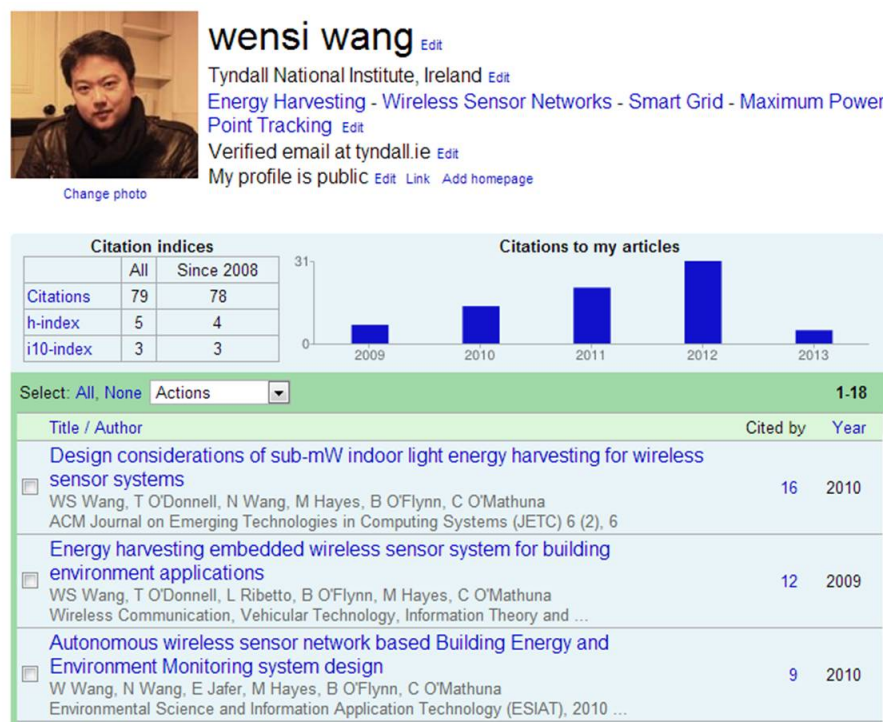 wensi wang Edit
Tyndall National Institute, Ireland Edit
Energy Harvesting - Wireless Sensor Networks - Smart Grid - Maximum Power
Point Tracking Edit
Verified email at tyndall.ie Edit
My profile is public Edit Link Add homepage
Change photo
Citation indices
All Since 2008
Citations 79 78
h-index 5 4
i10-index 3 3
Citations to my articles
31
0
2009 2010 2011 2012 2013
Select: All, None Actions 1-18
Title / Author Cited by Year
Design considerations of sub-mW indoor light energy harvesting for wireless
sensor systems
WS Wang, T O'Donnell, N Wang, M Hayes, B O'Flynn, C O'Mathuna
ACM Journal on Emerging Technologies in Computing Systems (JETC) 6 (2), 6
16 2010
Energy harvesting embedded wireless sensor system for building
environment applications
WS Wang, T O'Donnell, L Ribetto, B O'Flynn, M Hayes, C O'Mathuna
Wireless Communication, Vehicular Technology, Information Theory and ...
12 2009
Autonomous wireless sensor network based Building Energy and
Environment Monitoring system design
W Wang, N Wang, E Jafer, M Hayes, B O'Flynn, C O'Mathuna
Environmental Science and Information Application Technology (ESIAT), 2010 ...
9 2010